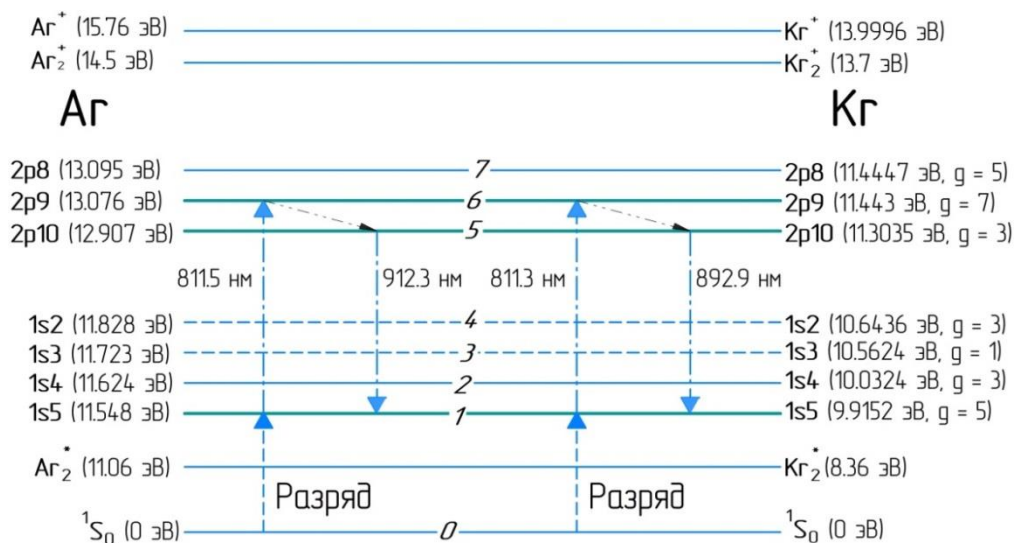 Ar⁺ (15.76 эВ) Kr⁺ (13.9996 эВ)
Ar₂⁺ (14.5 эВ) Kr₂⁺ (13.7 эВ)
Ar Kr
2p8 (13.095 эВ) 7 2p8 (11.4447 эВ, g = 5)
2p9 (13.076 эВ) 6 2p9 (11.443 эВ, g = 7)
2p10 (12.907 эВ) 5 2p10 (11.3035 эВ, g = 3)
811.5 нм 912.3 нм 811.3 нм 892.9 нм
1s2 (11.828 эВ) 4 1s2 (10.6436 эВ, g = 3)
1s3 (11.723 эВ) 3 1s3 (10.5624 эВ, g = 1)
1s4 (11.624 эВ) 2 1s4 (10.0324 эВ, g = 3)
1s5 (11.548 эВ) 1 1s5 (9.9152 эВ, g = 5)
Ar₂* (11.06 эВ) Kr₂* (8.36 эВ)
Разряд Разряд
¹S₀ (0 эВ) 0 ¹S₀ (0 эВ)